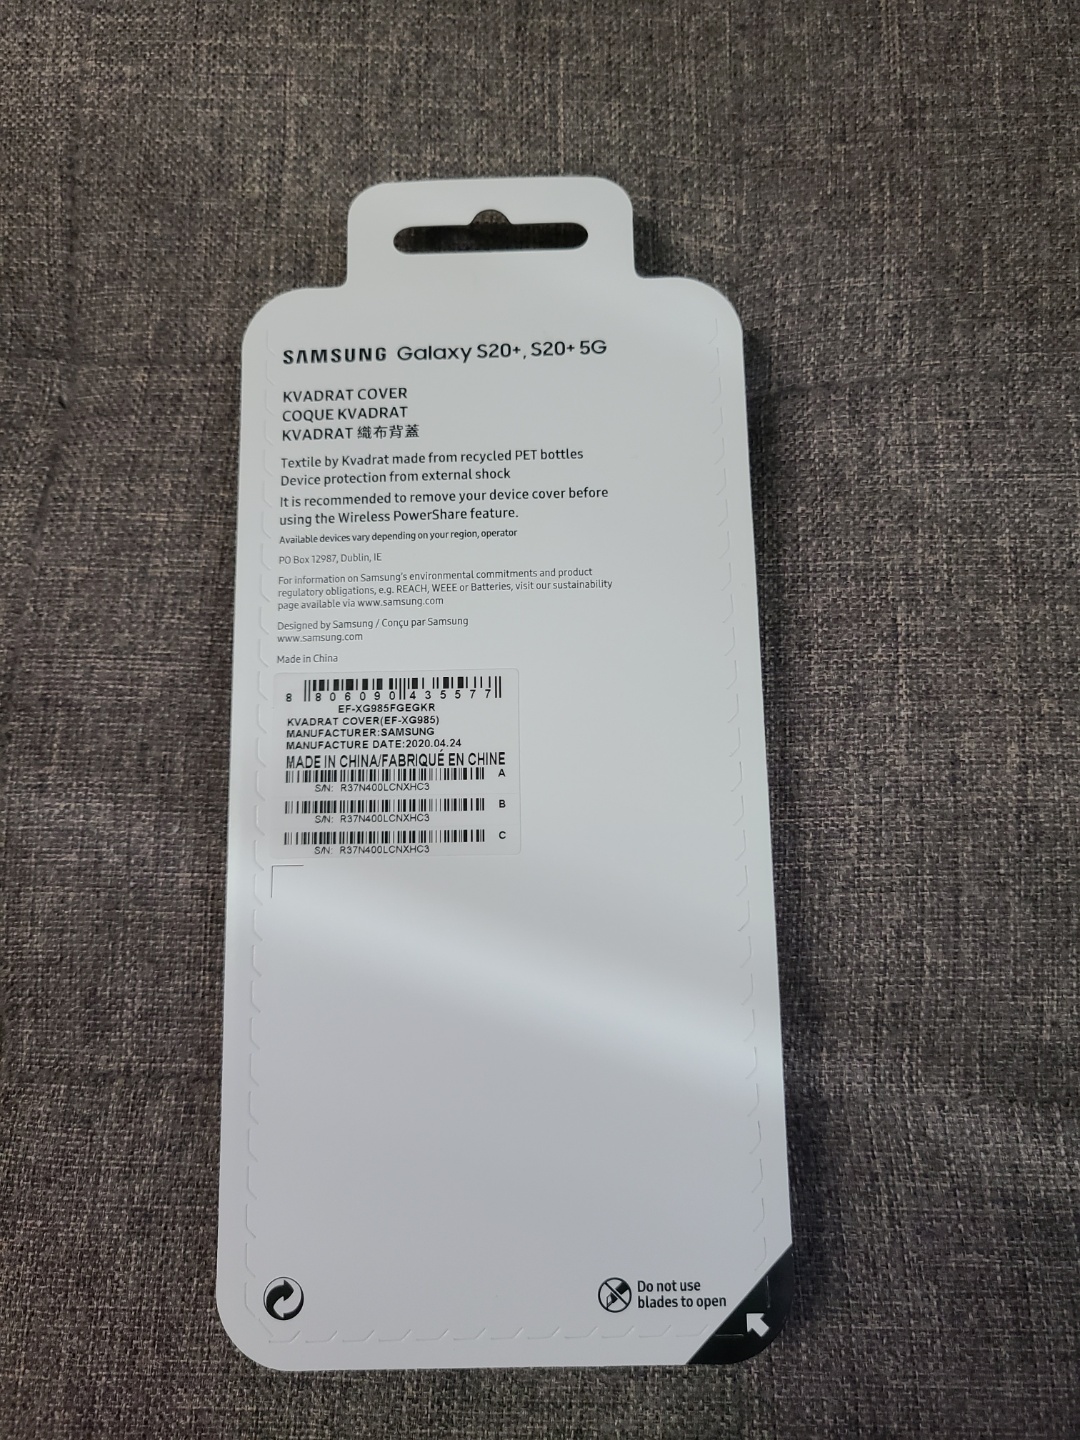 SAMSUNG Galaxy S20+, S20+ 5G
KVADRAT COVER
COQUE KVADRAT
KVADRAT 織布背蓋
Textile by Kvadrat made from recycled PET bottles
Device protection from external shock
It is recommended to remove your device cover before
using the Wireless PowerShare feature.
Available devices vary depending on your region, operator
PO Box 12987, Dublin, IE
For information on Samsung's environmental commitments and product
regulatory obligations, e.g. REACH, WEEE or Batteries, visit our sustainability
page available via www.samsung.com
Designed by Samsung / Conçu par Samsung
www.samsung.com
Made in China
8 806090 435577
EF-XG985FGEGKR
KVADRAT COVER(EF-XG985)
MANUFACTURER:SAMSUNG
MANUFACTURE DATE:2020.04.24
MADE IN CHINA/FABRIQUÉ EN CHINE
A
S/N: R37N400LCNXHC3
B
S/N: R37N400LCNXHC3
C
S/N: R37N400LCNXHC3
Do not use
blades to open